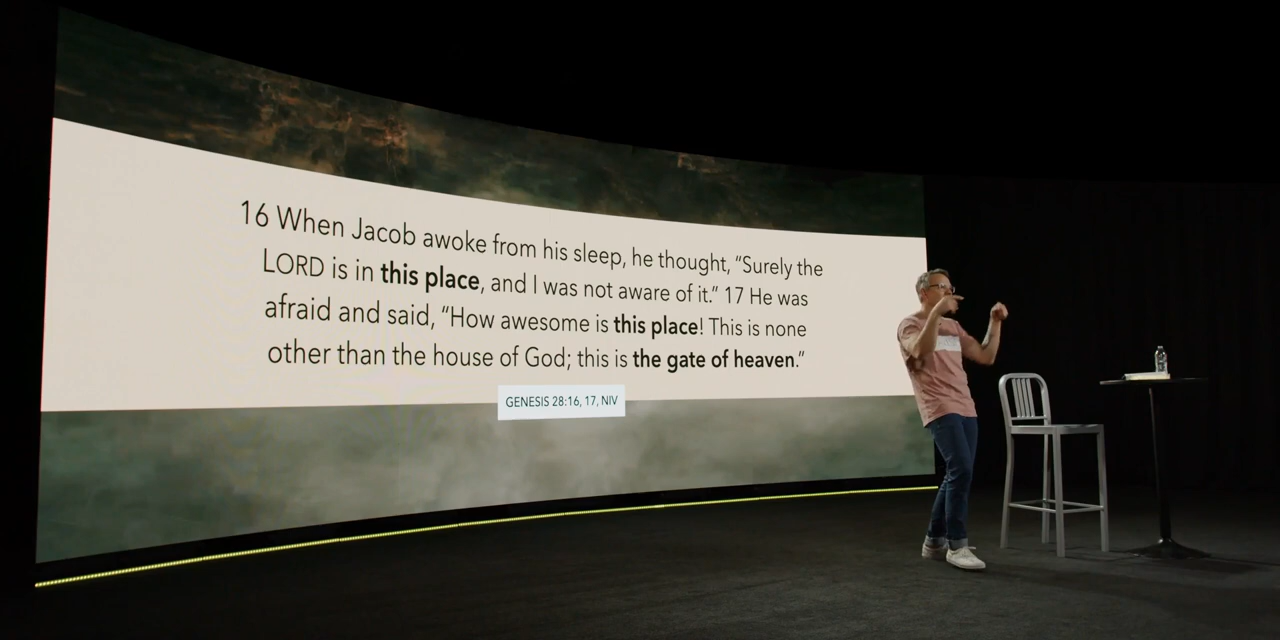 16 When Jacob awoke from his sleep, he thought, “Surely the
LORD is in this place, and I was not aware of it.” 17 He was
afraid and said, “How awesome is this place! This is none
other than the house of God; this is the gate of heaven.”
GENESIS 28:16, 17, NIV